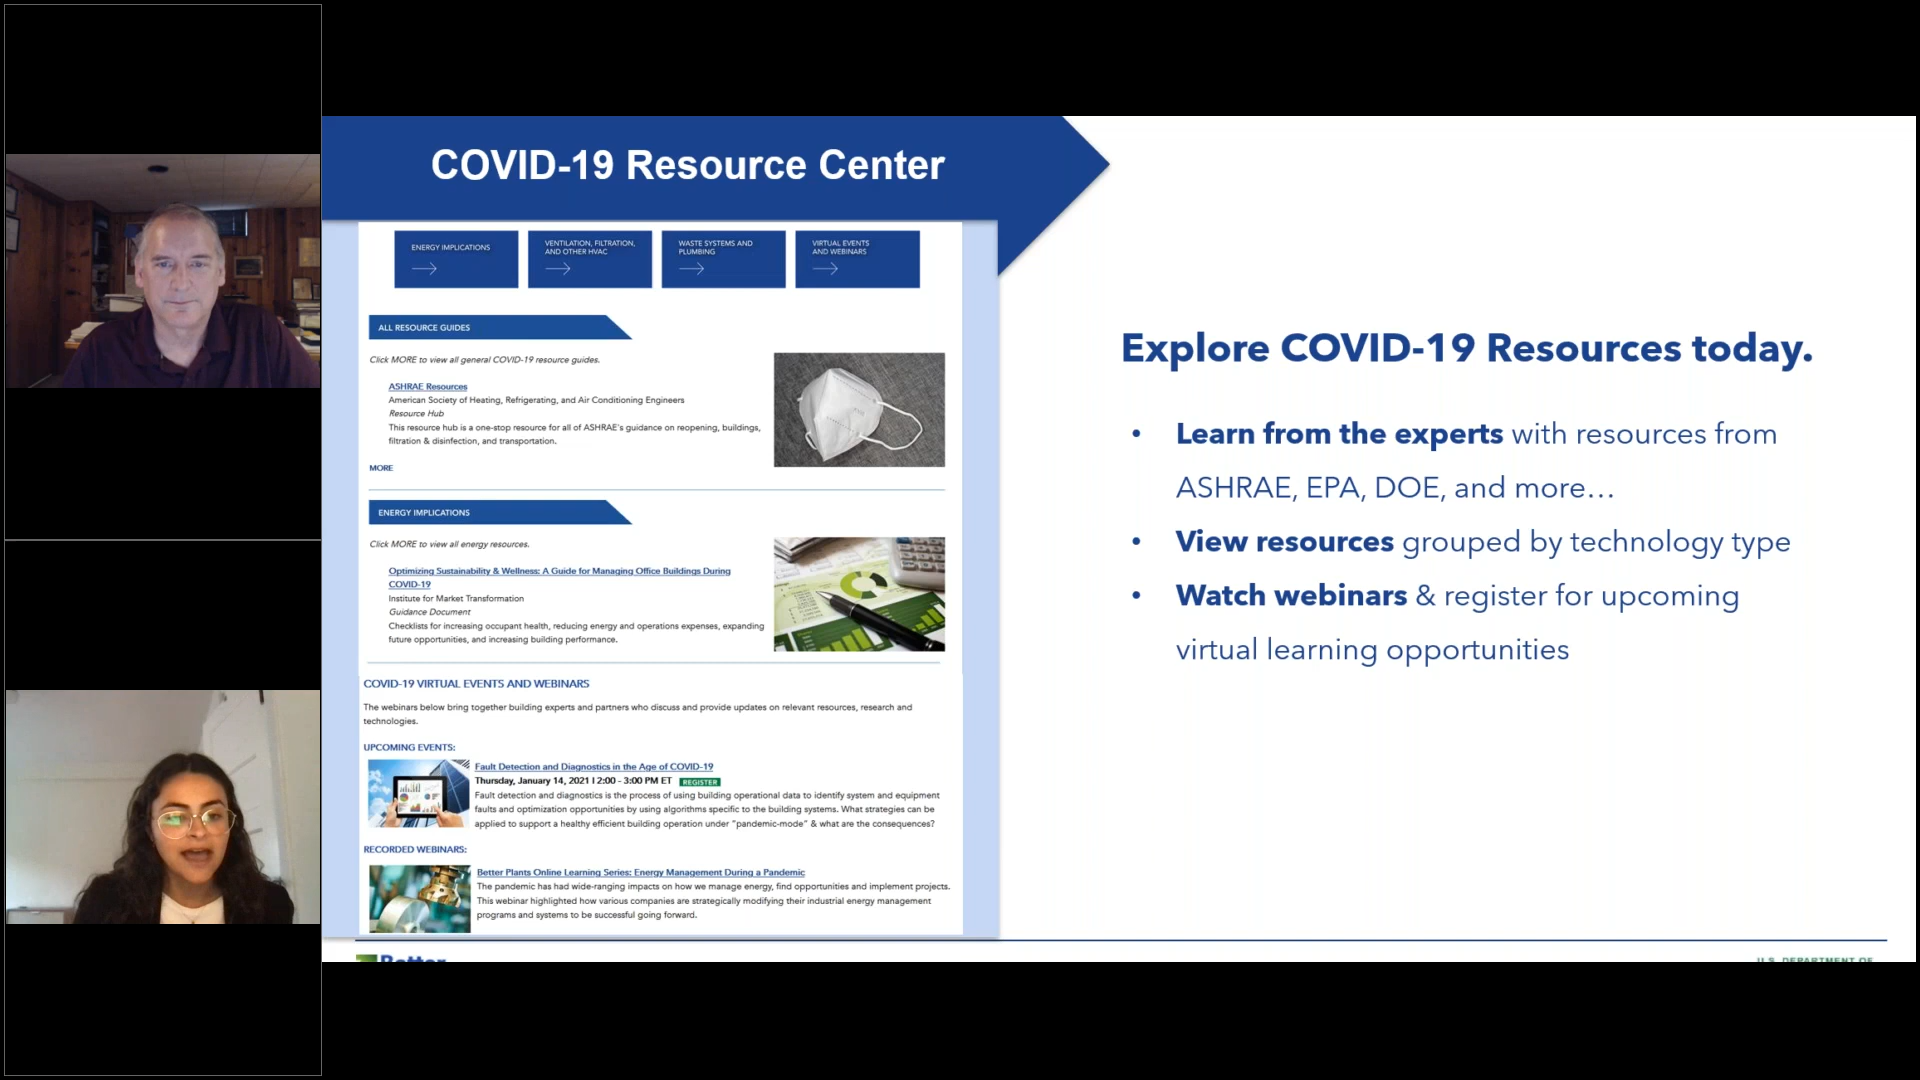 COVID-19 Resource Center
ENERGY IMPLICATIONS
VENTILATION, FILTRATION,
AND OTHER HVAC
WASTE SYSTEMS AND
PLUMBING
VIRTUAL EVENTS
AND WEBINARS
ALL RESOURCE GUIDES
Click MORE to view all general COVID-19 resource guides.
ASHRAE Resources
American Society of Heating, Refrigerating, and Air Conditioning Engineers
Resource Hub
This resource hub is a one-stop resource for all of ASHRAE's guidance on reopening, buildings,
filtration & disinfection, and transportation.
MORE
ENERGY IMPLICATIONS
Click MORE to view all energy resources.
Optimizing Sustainability & Wellness: A Guide for Managing Office Buildings During
COVID-19
Institute for Market Transformation
Guidance Document
Checklists for increasing occupant health, reducing energy and operations expenses, expanding
future opportunities, and increasing building performance.
COVID-19 VIRTUAL EVENTS AND WEBINARS
The webinars below bring together building experts and partners who discuss and provide updates on relevant resources, research and
technologies.
UPCOMING EVENTS:
Fault Detection and Diagnostics in the Age of COVID-19
Thursday, January 14, 2021 | 2:00 - 3:00 PM ET REGISTER
Fault detection and diagnostics is the process of using building operational data to identify system and equipment
faults and optimization opportunities by using algorithms specific to the building systems. What strategies can be
applied to support a healthy efficient building operation under "pandemic-mode" & what are the consequences?
RECORDED WEBINARS:
Better Plants Online Learning Series: Energy Management During a Pandemic
The pandemic has had wide-ranging impacts on how we manage energy, find opportunities and implement projects.
This webinar highlighted how various companies are strategically modifying their industrial energy management
programs and systems to be successful going forward.
Explore COVID-19 Resources today.
• Learn from the experts with resources from
ASHRAE, EPA, DOE, and more...
• View resources grouped by technology type
• Watch webinars & register for upcoming
virtual learning opportunities
Better
U.S. DEPARTMENT OF